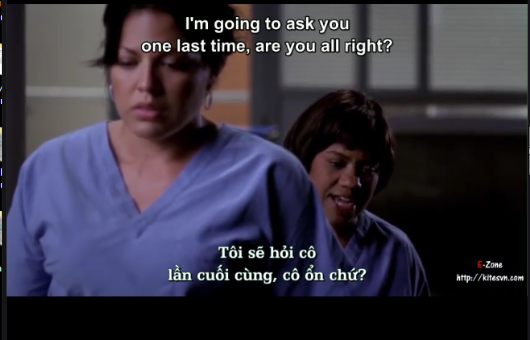 I'm going to ask you
one last time, are you all right?
Tôi sẽ hỏi cô
lần cuối cùng, cô ổn chứ?
E-Zone
http://kitesvn.com